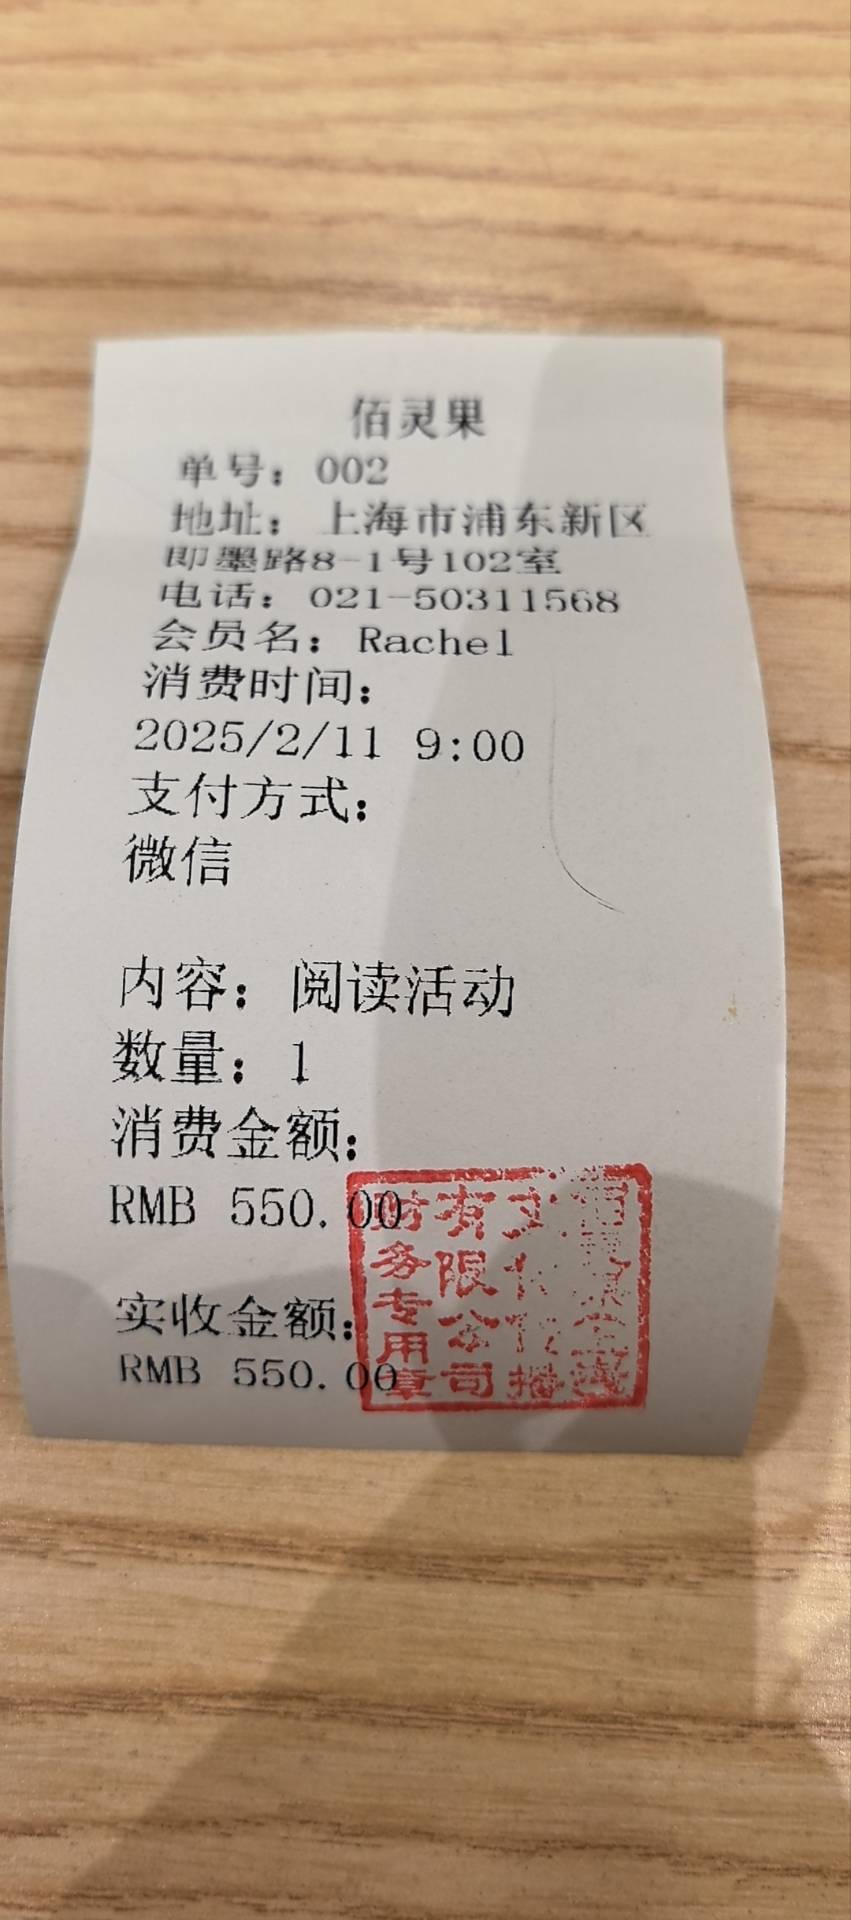 佰灵果
单号：002
地址：上海市浦东新区
即墨路8-1号102室
电话：021-50311568
会员名：Rachel
消费时间：
2025/2/11 9:00
支付方式：
微信
内容：阅读活动
数量：1
消费金额：
RMB 550.00
实收金额：
RMB 550.00
文化传播
有限公司
财务专用章